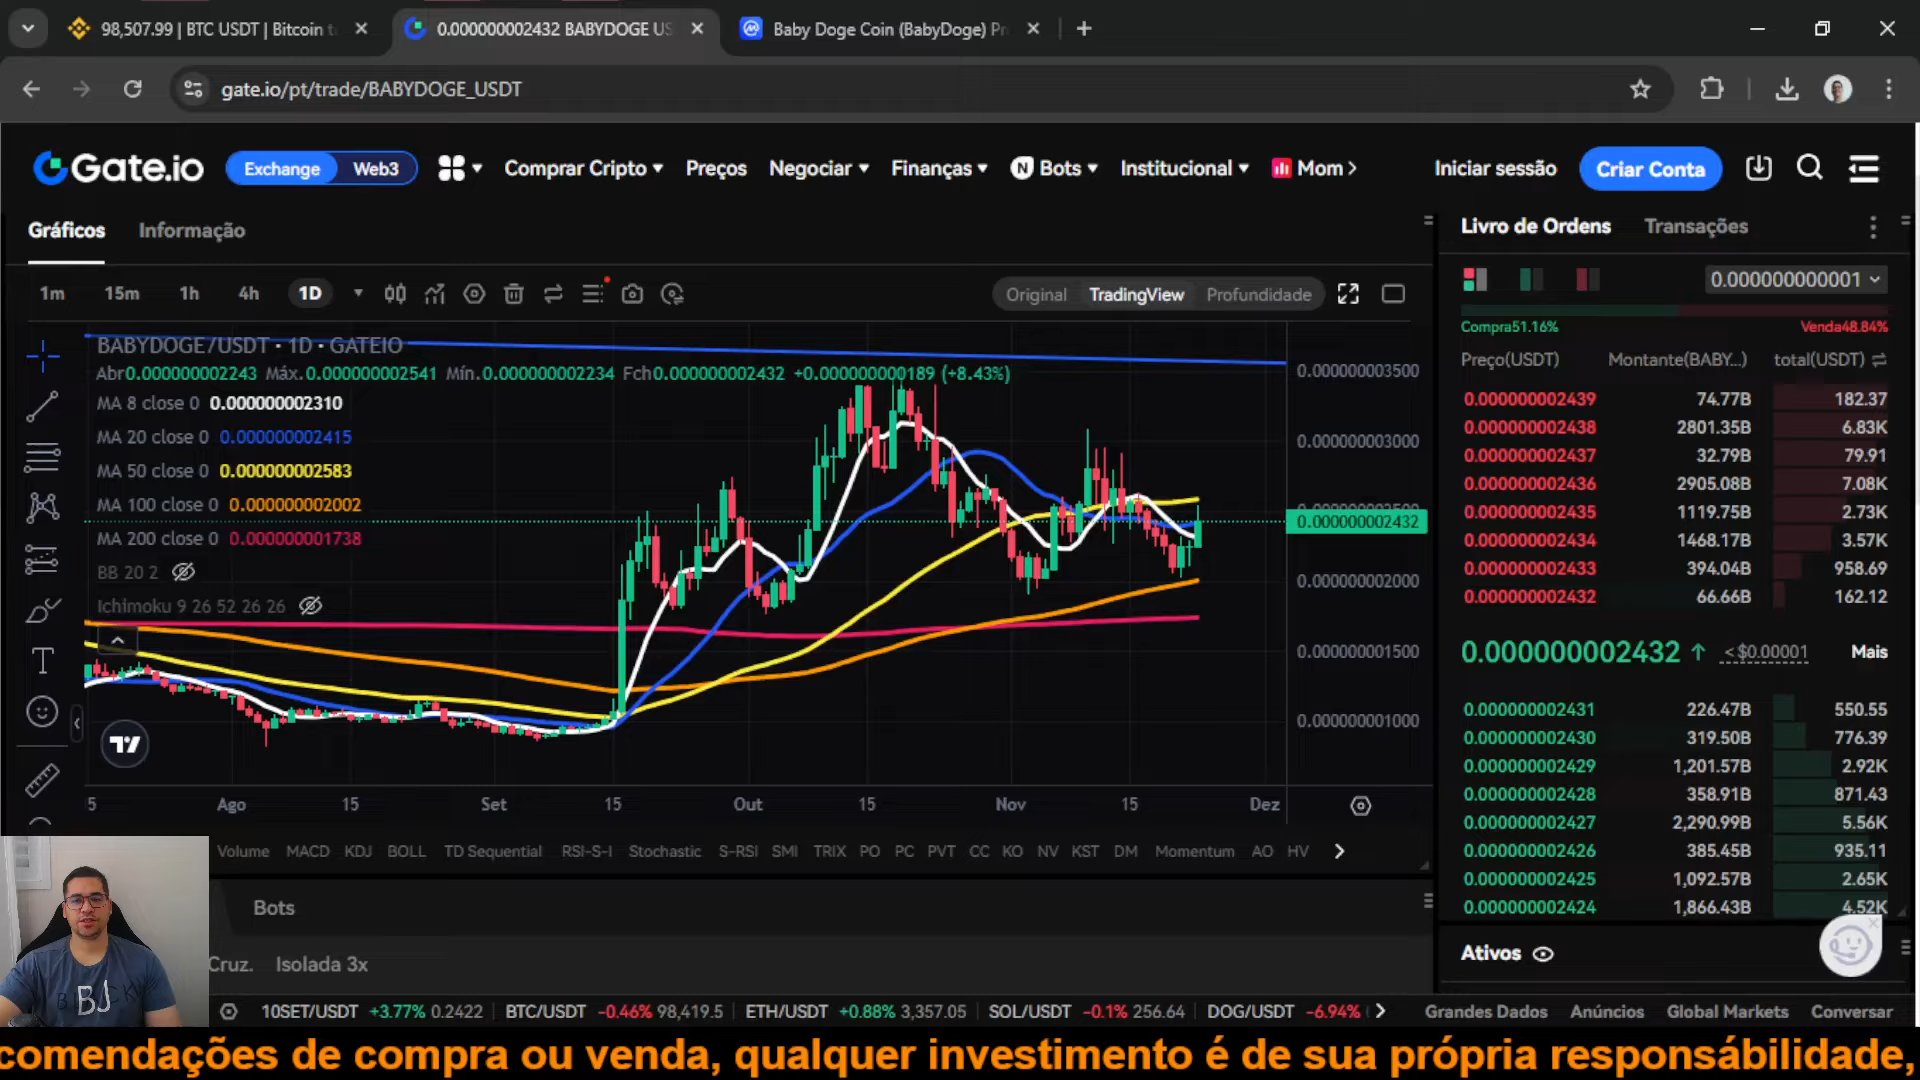 98,507.99 | BTC USDT | Bitcoin t
0.000000002432 BABYDOGE US
Baby Doge Coin (BabyDoge) Pr
gate.io/pt/trade/BABYDOGE_USDT
Gate.io
Exchange
Web3
Comprar Cripto
Preços
Negociar
Finanças
Bots
Institucional
Mom
Iniciar sessão
Criar Conta
Gráficos
Informação
Livro de Ordens
Transações
1m 15m 1h 4h 1D
Original TradingView Profundidade
0.000000000001
Compra51.16%
Venda48.84%
BABYDOGE/USDT · 1D · GATEIO
Abr0.000000002243 Máx.0.000000002541 Mín.0.000000002234 Fch0.000000002432 +0.000000000189 (+8.43%)
MA 8 close 0 0.000000002310
MA 20 close 0 0.000000002415
MA 50 close 0 0.000000002583
MA 100 close 0 0.000000002002
MA 200 close 0 0.000000001738
BB 20 2
Ichimoku 9 26 52 26 26
0.000000003500
0.000000003000
0.000000002432
0.000000002000
0.000000001500
0.000000001000
5 Ago 15 Set 15 Out 15 Nov 15 Dez
Preço(USDT) Montante(BABY...) total(USDT)
0.000000002439 74.77B 182.37
0.000000002438 2801.35B 6.83K
0.000000002437 32.79B 79.91
0.000000002436 2905.08B 7.08K
0.000000002435 1119.75B 2.73K
0.000000002434 1468.17B 3.57K
0.000000002433 394.04B 958.69
0.000000002432 66.66B 162.12
0.000000002432 ↑ <$0.00001 Mais
0.000000002431 226.47B 550.55
0.000000002430 319.50B 776.39
0.000000002429 1,201.57B 2.92K
0.000000002428 358.91B 871.43
0.000000002427 2,290.99B 5.56K
0.000000002426 385.45B 935.11
0.000000002425 1,092.57B 2.65K
0.000000002424 1,866.43B 4.52K
Volume MACD KDJ BOLL TD Sequential RSI-S-I Stochastic S-RSI SMI TRIX PO PC PVT CC KO NV KST DM Momentum AO HV
Bots
Cruz. Isolada 3x
Ativos
BJ
10SET/USDT +3.77% 0.2422 BTC/USDT -0.46% 98,419.5 ETH/USDT +0.88% 3,357.05 SOL/USDT -0.1% 256.64 DOG/USDT -6.94%
Grandes Dados Anúncios Global Markets Conversar
comendações de compra ou venda, qualquer investimento é de sua própria responsábilidade,